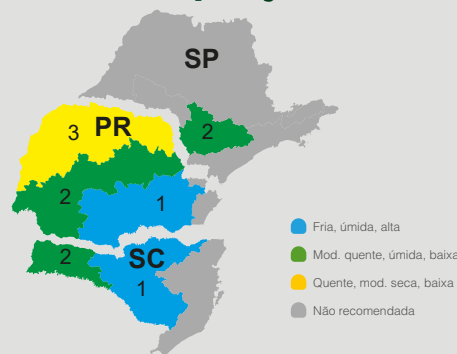 SP
3
PR
2
2
1
2
SC
1
Fria, úmida, alta
Mod. quente, úmida, baixa
Quente, mod. seca, baixa
Não recomendada